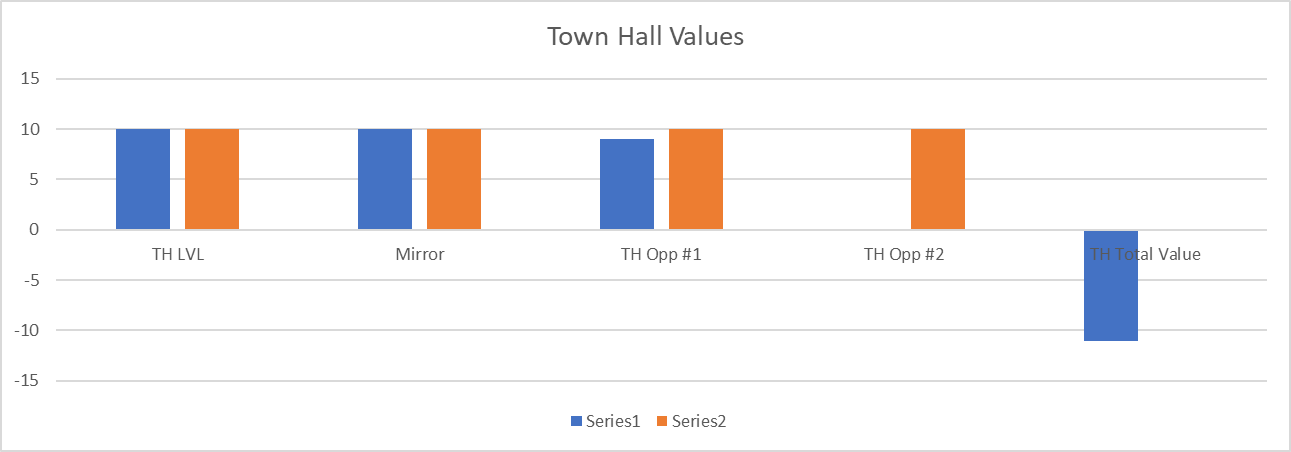 Town Hall Values
15
10
5
0
TH LVL Mirror TH Opp #1 TH Opp #2 TH Total Value
-5
-10
-15
Series1 Series2